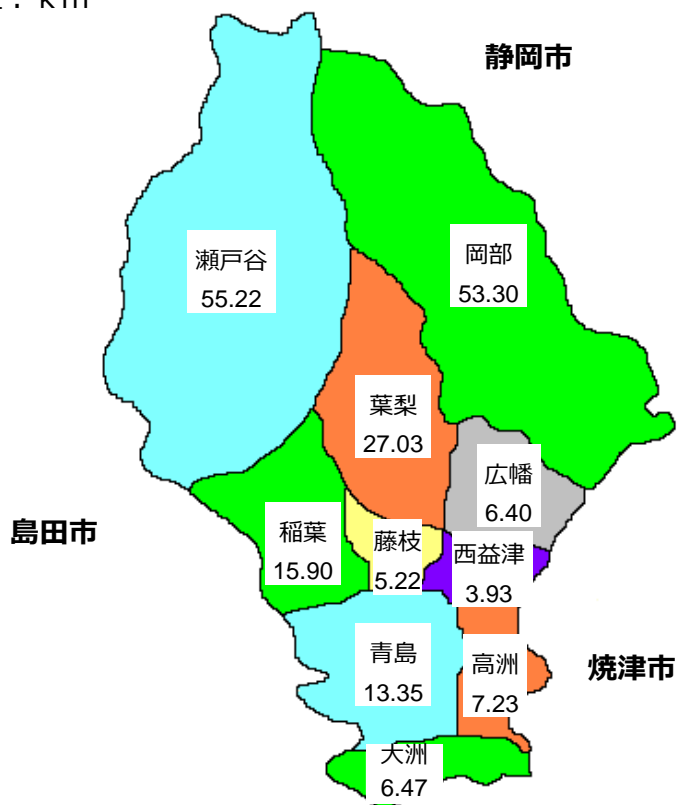 静岡市
瀬戸谷
55.22
岡部
53.30
葉梨
27.03
広幡
6.40
島田市
稲葉
15.90
藤枝
5.22
西益津
3.93
青島
13.35
高洲
7.23
焼津市
大洲
6.47